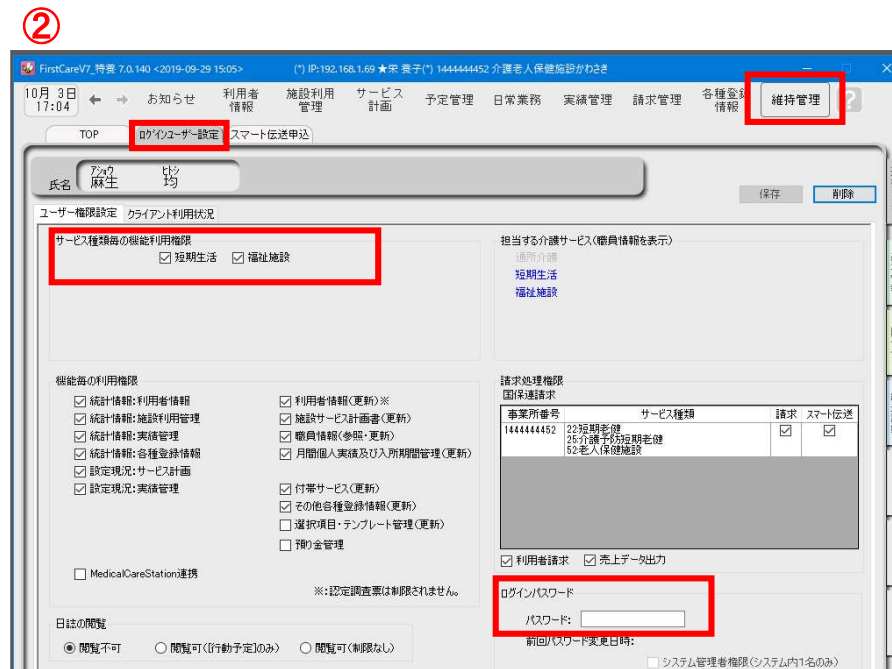 ②
FirstCareV7_特養 7.0.140 <2019-09-29 15:05> (*) IP:192.168.1.69 ★栄 養子(*) 1444444452 介護老人保健施設かわさき
10月 3日 17:04 ← → お知らせ 利用者情報 施設利用管理 サービス計画 予定管理 日常業務 実績管理 請求管理 各種登録情報 維持管理 ?
TOP ログインユーザー設定 スマート伝送申込
アソウ ヒトシ
氏名 麻生 均
保存 削除
ユーザー権限設定 クライアント利用状況
サービス種類毎の機能利用権限 担当する介護サービス(職員情報を表示)
短期生活 福祉施設 通所介護
短期生活
福祉施設
機能毎の利用権限 請求処理権限
国保連請求
統計情報:利用者情報 利用者情報(更新)※
統計情報:施設利用管理 施設サービス計画書(更新)
統計情報:実績管理 職員情報(参照・更新)
統計情報:各種登録情報 月間個人実績及び入所期間管理(更新)
設定現況:サービス計画
設定現況:実績管理 付帯サービス(更新)
その他各種登録情報(更新)
選択項目・テンプレート管理(更新)
預り金管理
事業所番号 サービス種類 請求 スマート伝送
1444444452 22:短期老健
25:介護予防短期老健
52:老人保健施設
利用者請求 売上データ出力
MedicalCareStation連携
※:認定調査票は制限されません。
ログインパスワード
パスワード:
前回パスワード変更日時:
日誌の閲覧
閲覧不可 閲覧可([行動予定]のみ) 閲覧可(制限なし)
システム管理者権限(システム内1名のみ)